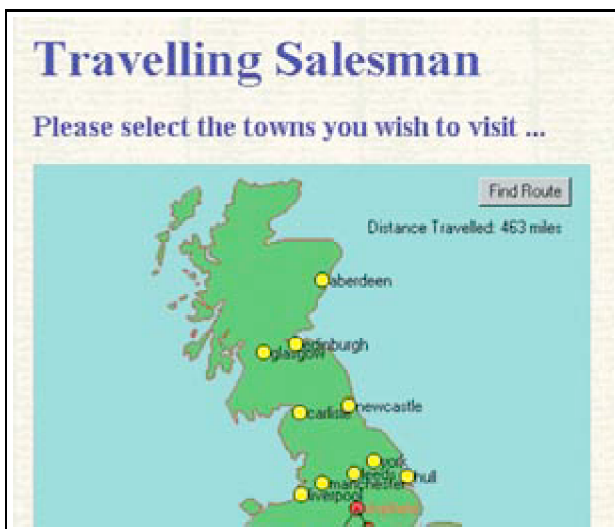 Travelling Salesman
Please select the towns you wish to visit ...
Find Route
Distance Travelled: 463 miles
aberdeen
edinburgh
glasgow
newcastle
carlisle
york
leeds
hull
manchester
liverpool